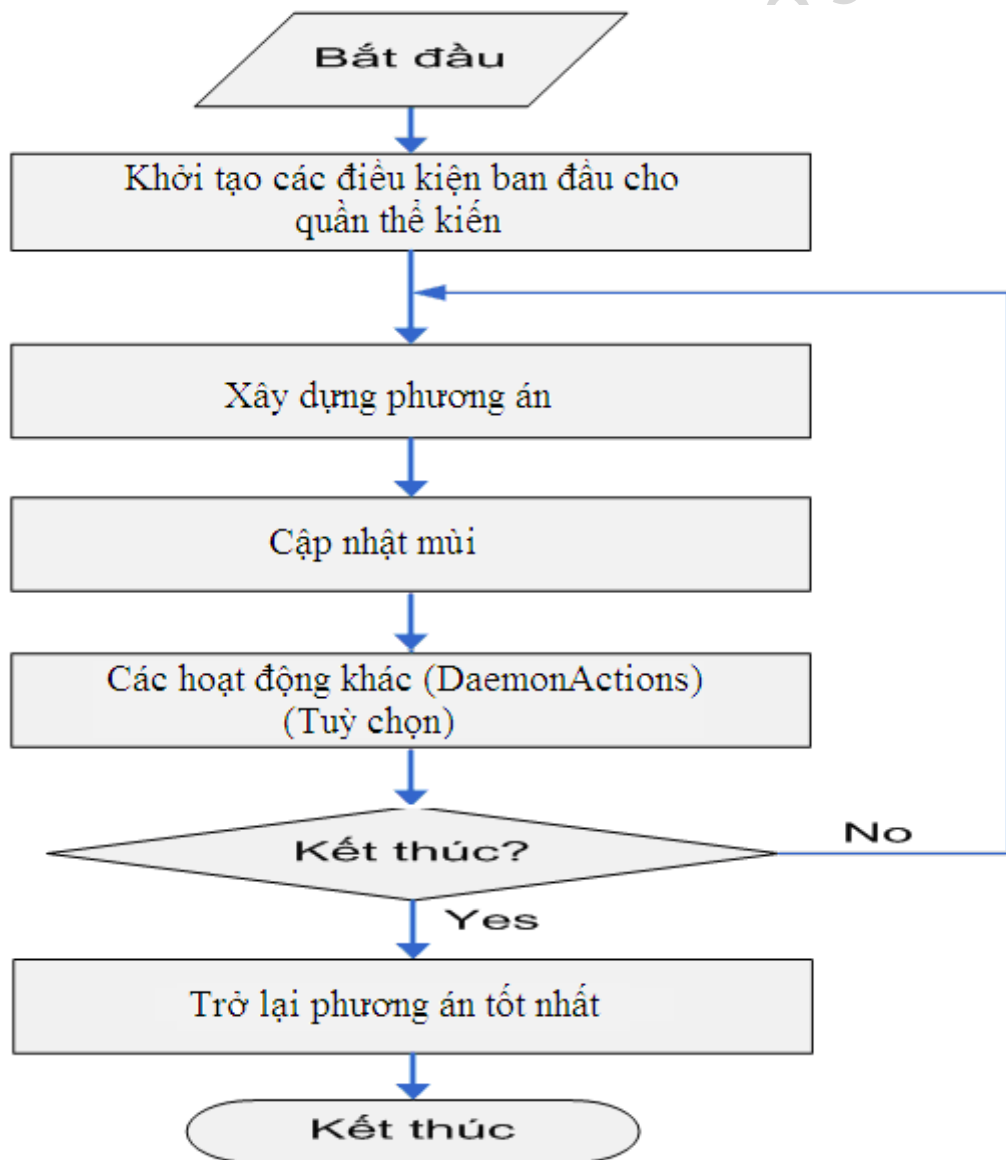 Bắt đầu
Khởi tạo các điều kiện ban đầu cho
quần thể kiến
Xây dựng phương án
Cập nhật mùi
Các hoạt động khác (DaemonActions)
(Tuỳ chọn)
Kết thúc?
No
Yes
Trở lại phương án tốt nhất
Kết thúc